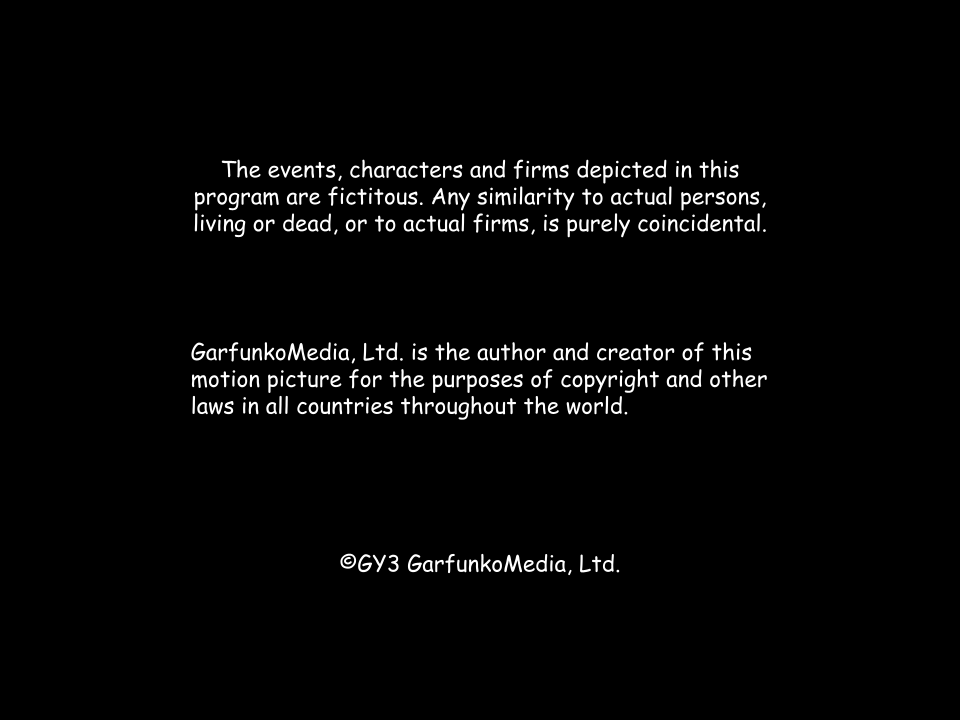 The events, characters and firms depicted in this
program are fictitous. Any similarity to actual persons,
living or dead, or to actual firms, is purely coincidental.
GarfunkoMedia, Ltd. is the author and creator of this
motion picture for the purposes of copyright and other
laws in all countries throughout the world.
©GY3 GarfunkoMedia, Ltd.